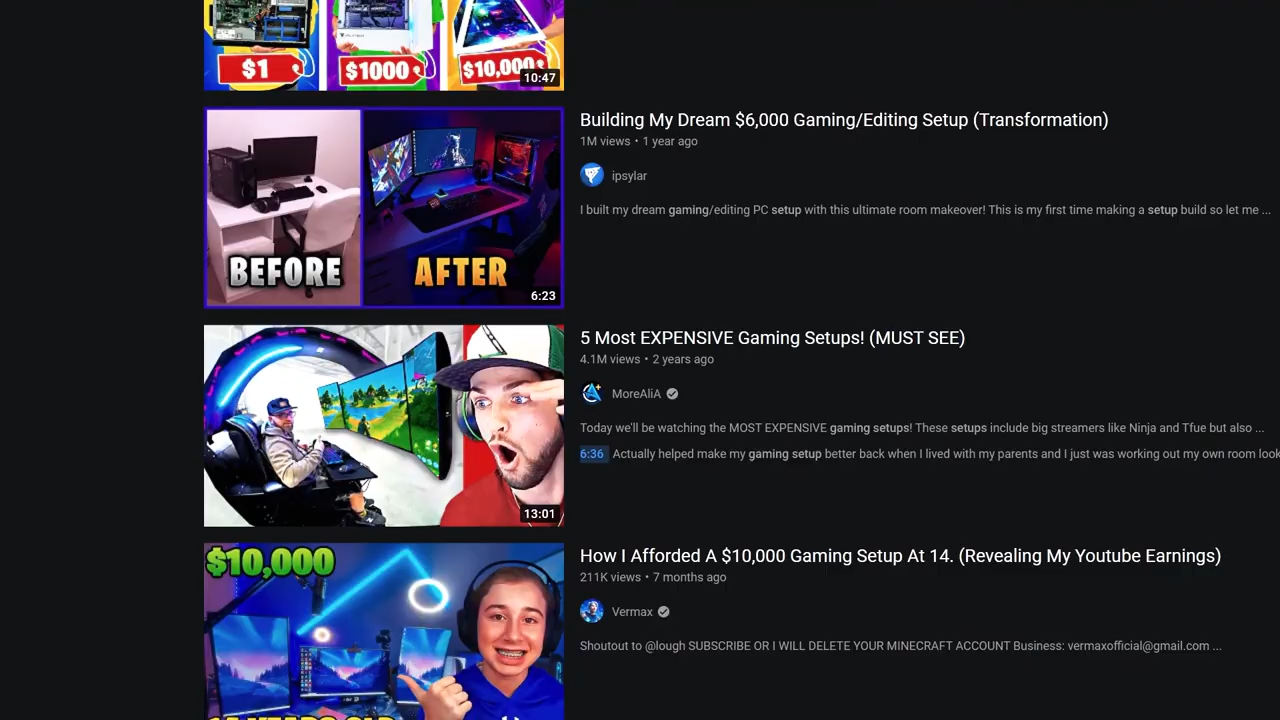 $1
$1000
$10,000
10:47
BEFORE
AFTER
6:23
Building My Dream $6,000 Gaming/Editing Setup (Transformation)
1M views • 1 year ago
ipsylar
I built my dream gaming/editing PC setup with this ultimate room makeover! This is my first time making a setup build so let me ...
13:01
5 Most EXPENSIVE Gaming Setups! (MUST SEE)
4.1M views • 2 years ago
MoreAliA
Today we'll be watching the MOST EXPENSIVE gaming setups! These setups include big streamers like Ninja and Tfue but also ...
6:36 Actually helped make my gaming setup better back when I lived with my parents and I just was working out my own room look
$10,000
How I Afforded A $10,000 Gaming Setup At 14. (Revealing My Youtube Earnings)
211K views • 7 months ago
Vermax
Shoutout to @lough SUBSCRIBE OR I WILL DELETE YOUR MINECRAFT ACCOUNT Business: vermaxofficial@gmail.com ...